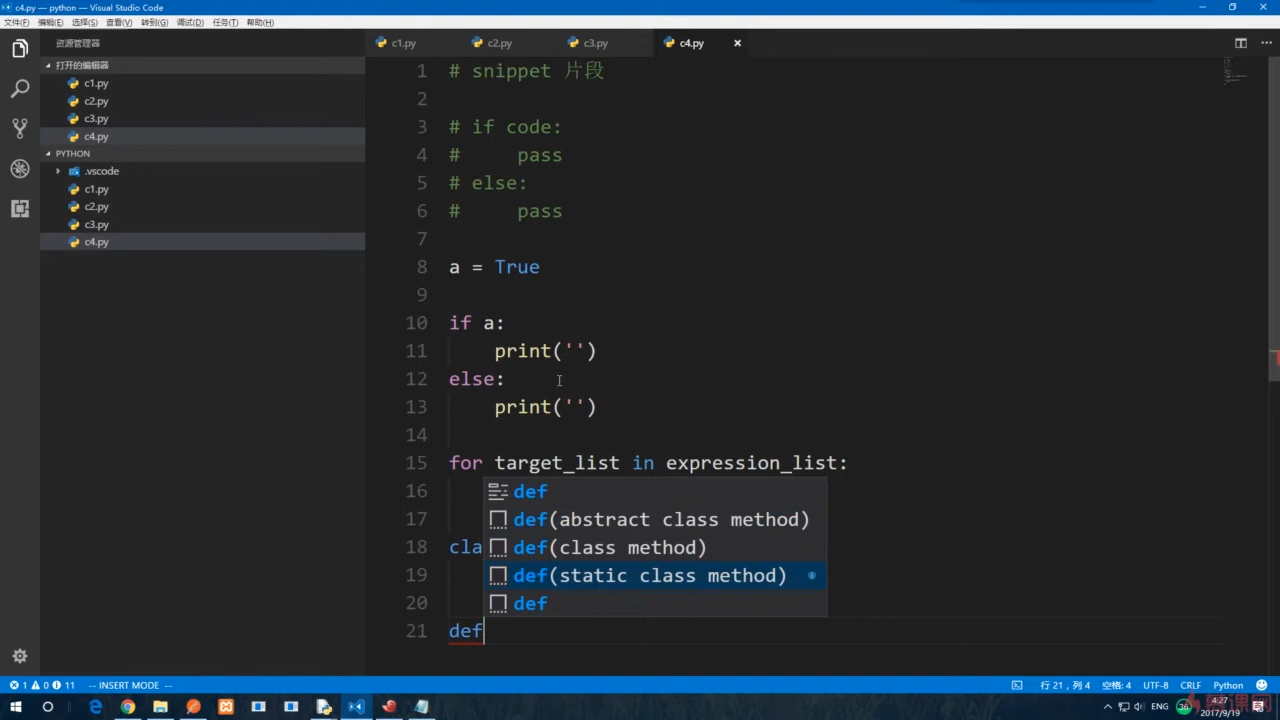 c4.py — python — Visual Studio Code
文件(F) 编辑(E) 选择(S) 查看(V) 转到(G) 调试(D) 任务(T) 帮助(H)
资源管理器
打开的编辑器
c1.py
c2.py
c3.py
c4.py
PYTHON
.vscode
c1.py
c2.py
c3.py
c4.py
c1.py c2.py c3.py c4.py
1 # snippet 片段
2
3 # if code:
4 #     pass
5 # else:
6 #     pass
7
8 a = True
9
10 if a:
11     print('')
12 else:
13     print('')
14
15 for target_list in expression_list:
16 def
17 def(abstract class method)
18 cla def(class method)
19 def(static class method)
20 def
21 def
1 0 11 -- INSERT MODE -- 行 21，列 4 空格: 4 UTF-8 CRLF Python
ENG 36 4:27
2017/9/19